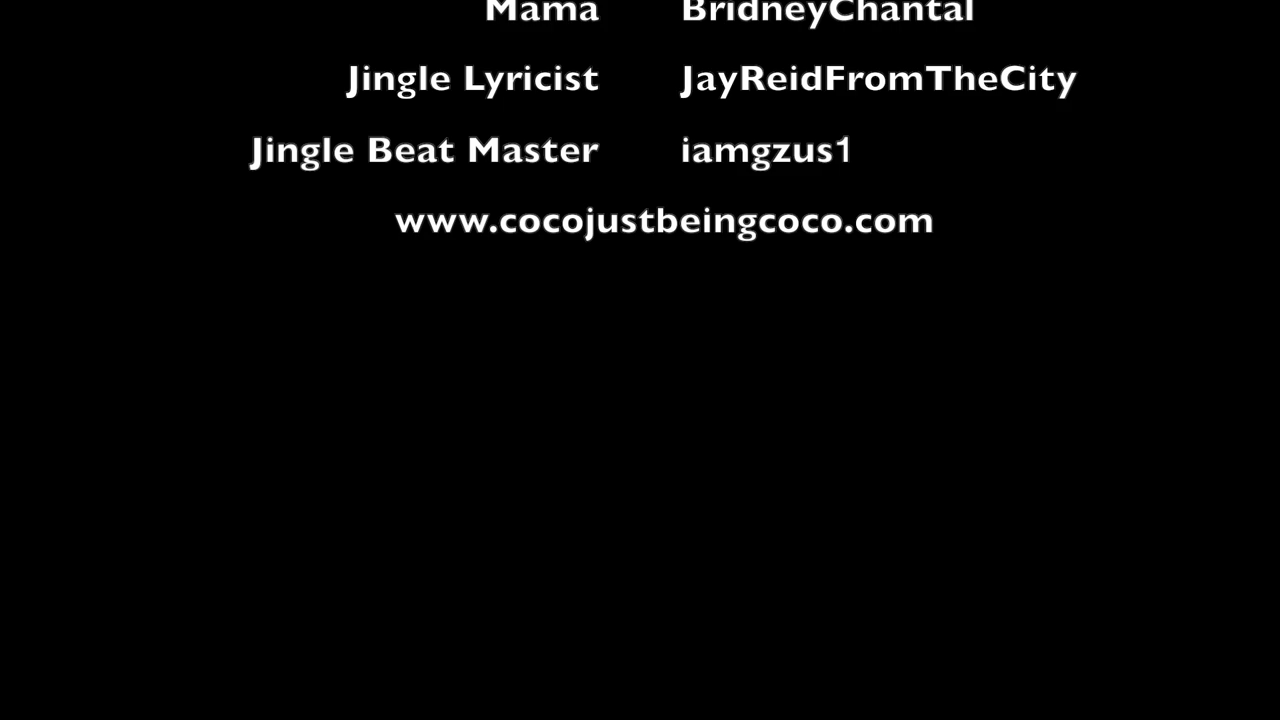 Mama BridneyChantal
Jingle Lyricist JayReidFromTheCity
Jingle Beat Master iamgzus1
www.cocojustbeingcoco.com